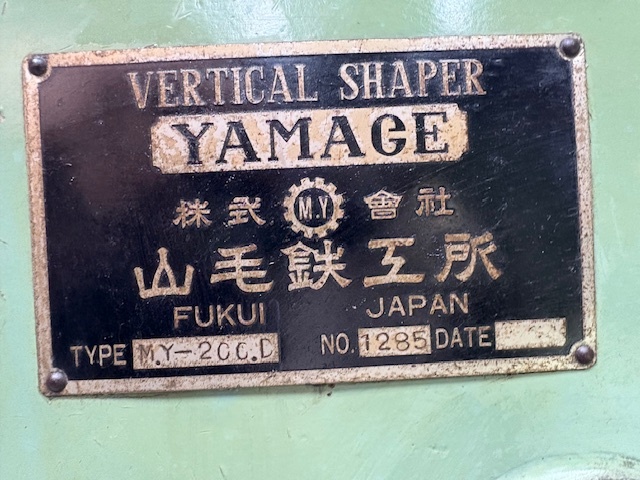 VERTICAL SHAPER
YAMAGE
株式 M.Y 會社
山毛鉄工所
FUKUI JAPAN
TYPE M.Y-200.D NO. 1285 DATE